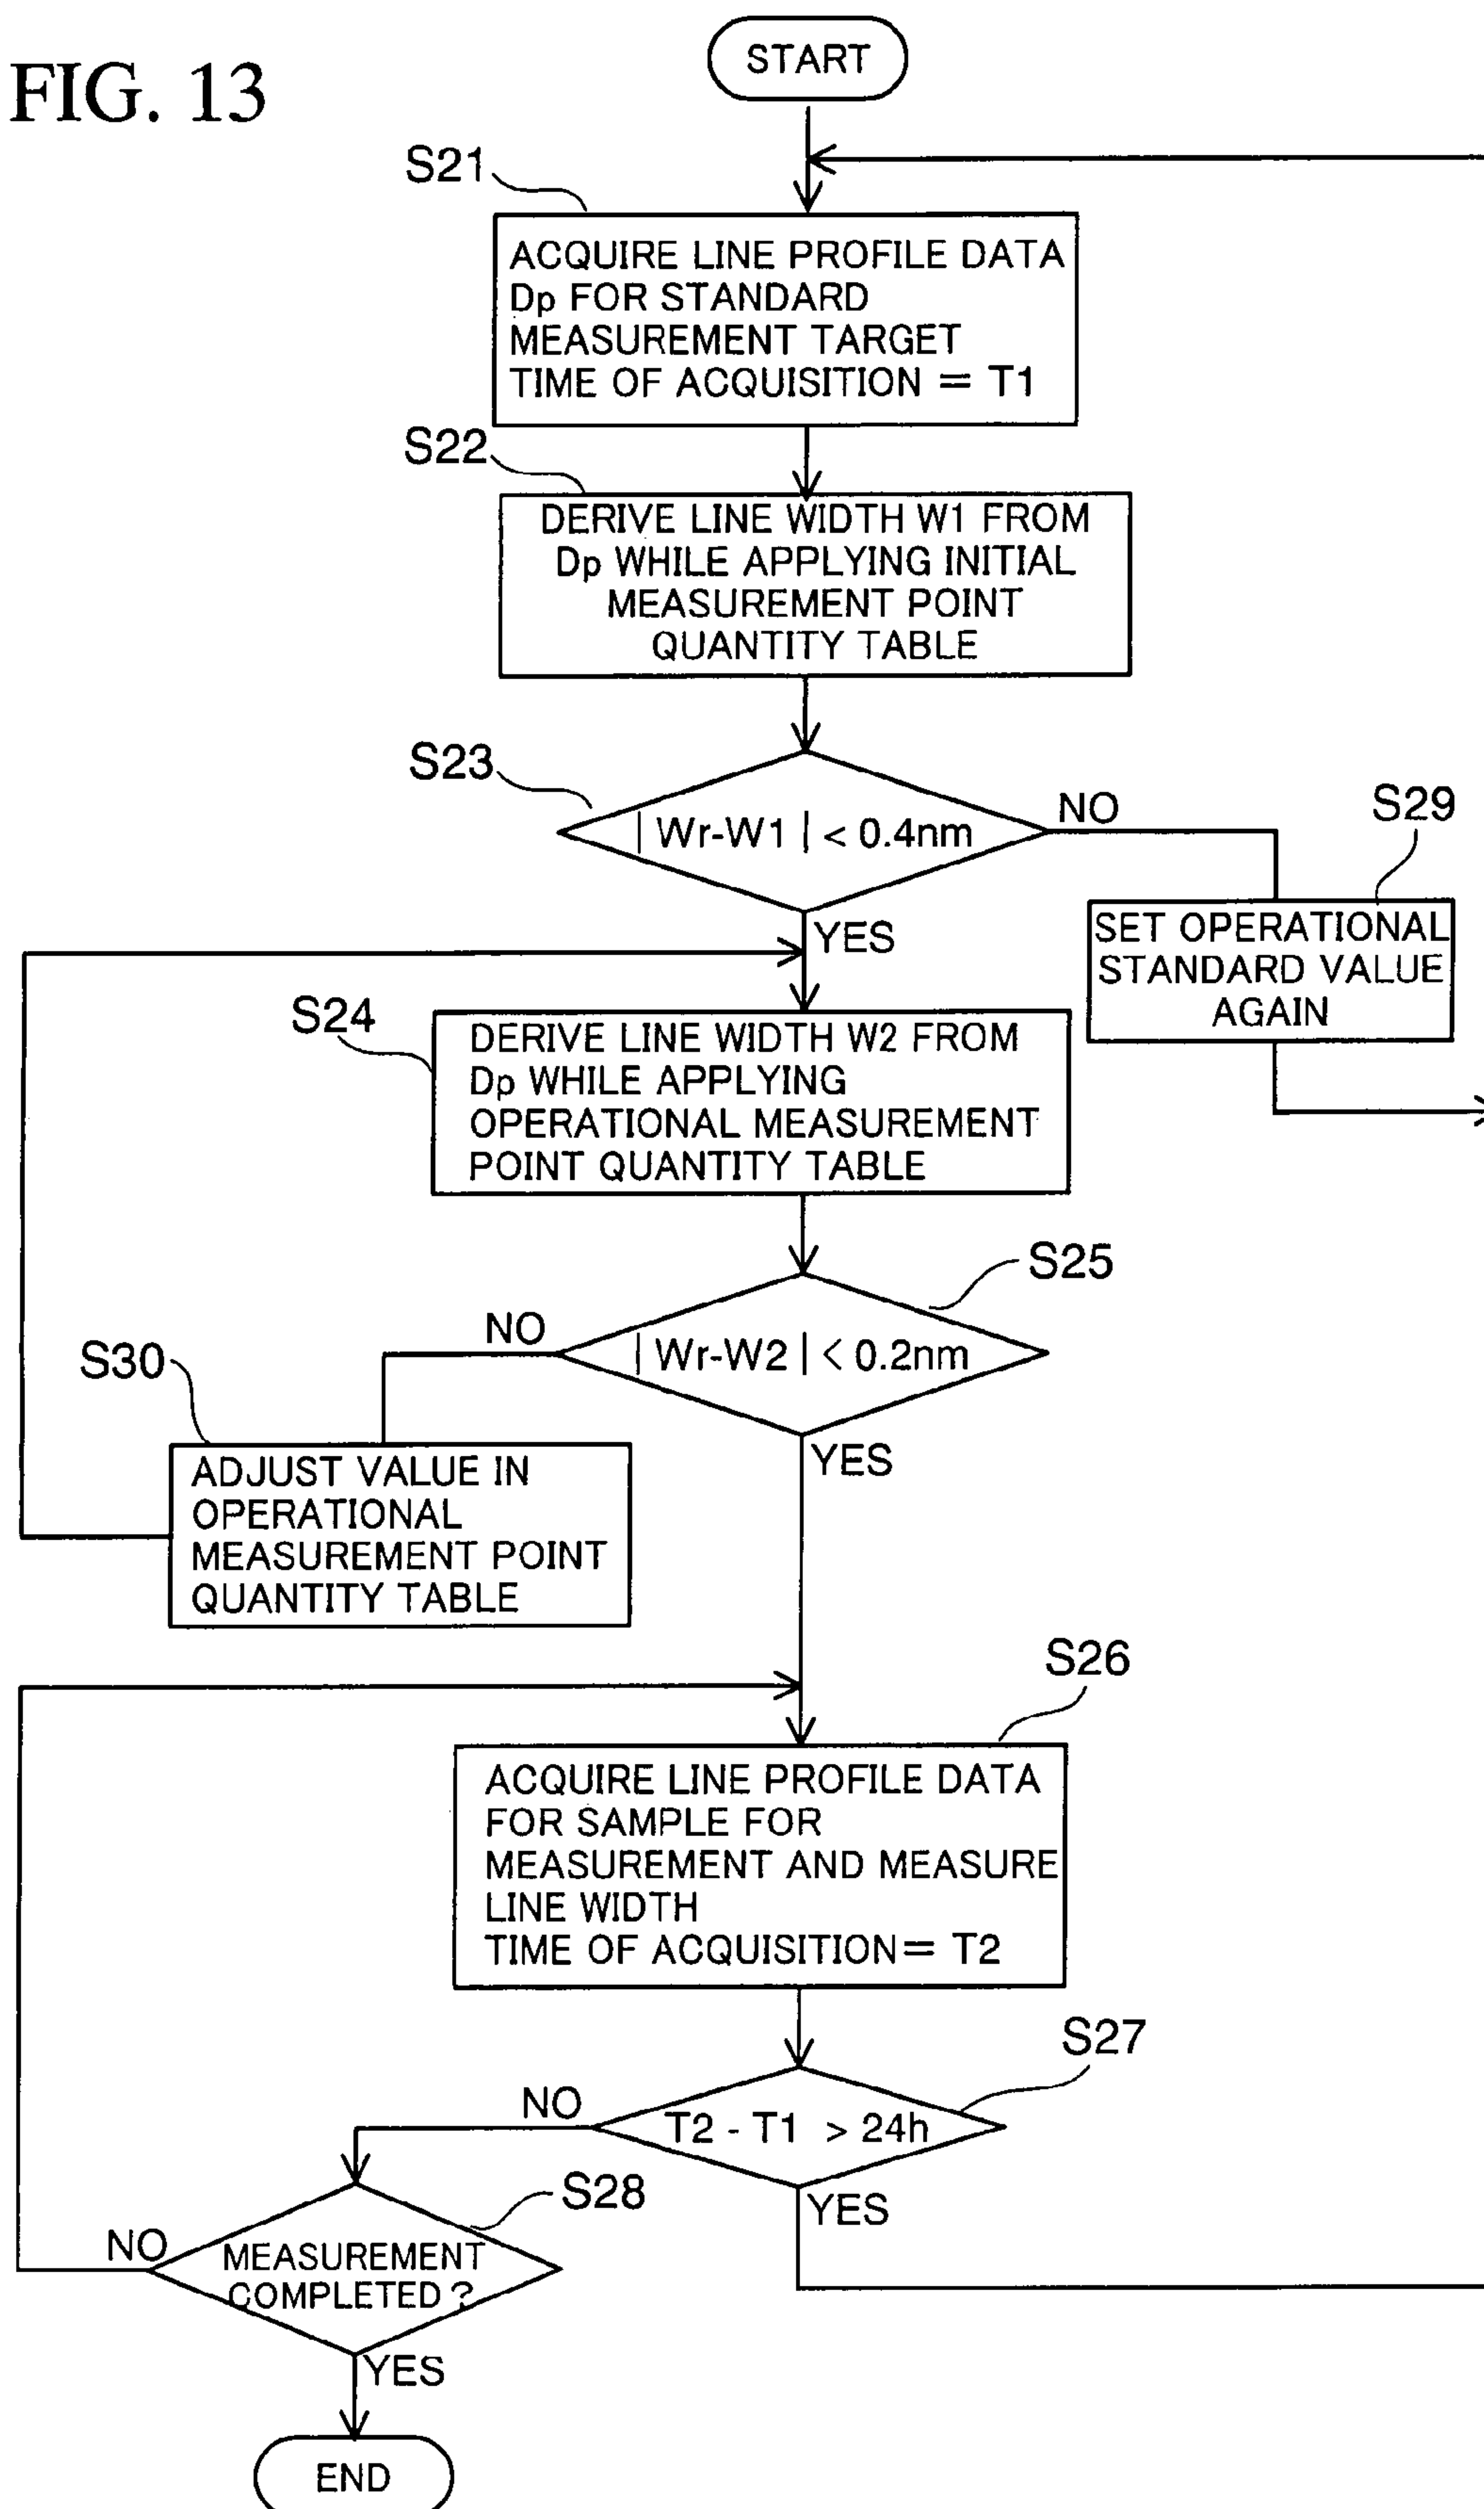 FIG. 13
START
S21
ACQUIRE LINE PROFILE DATA
Dp FOR STANDARD
MEASUREMENT TARGET
TIME OF ACQUISITION = T1
S22
DERIVE LINE WIDTH W1 FROM
Dp WHILE APPLYING INITIAL
MEASUREMENT POINT
QUANTITY TABLE
S23
| Wr-W1 | < 0.4nm
NO
YES
S29
SET OPERATIONAL
STANDARD VALUE
AGAIN
S24
DERIVE LINE WIDTH W2 FROM
Dp WHILE APPLYING
OPERATIONAL MEASUREMENT
POINT QUANTITY TABLE
S25
| Wr-W2 | < 0.2nm
NO
YES
S30
ADJUST VALUE IN
OPERATIONAL
MEASUREMENT POINT
QUANTITY TABLE
S26
ACQUIRE LINE PROFILE DATA
FOR SAMPLE FOR
MEASUREMENT AND MEASURE
LINE WIDTH
TIME OF ACQUISITION= T2
S27
T2 - T1 > 24h
NO
YES
S28
MEASUREMENT
COMPLETED ?
NO
YES
END